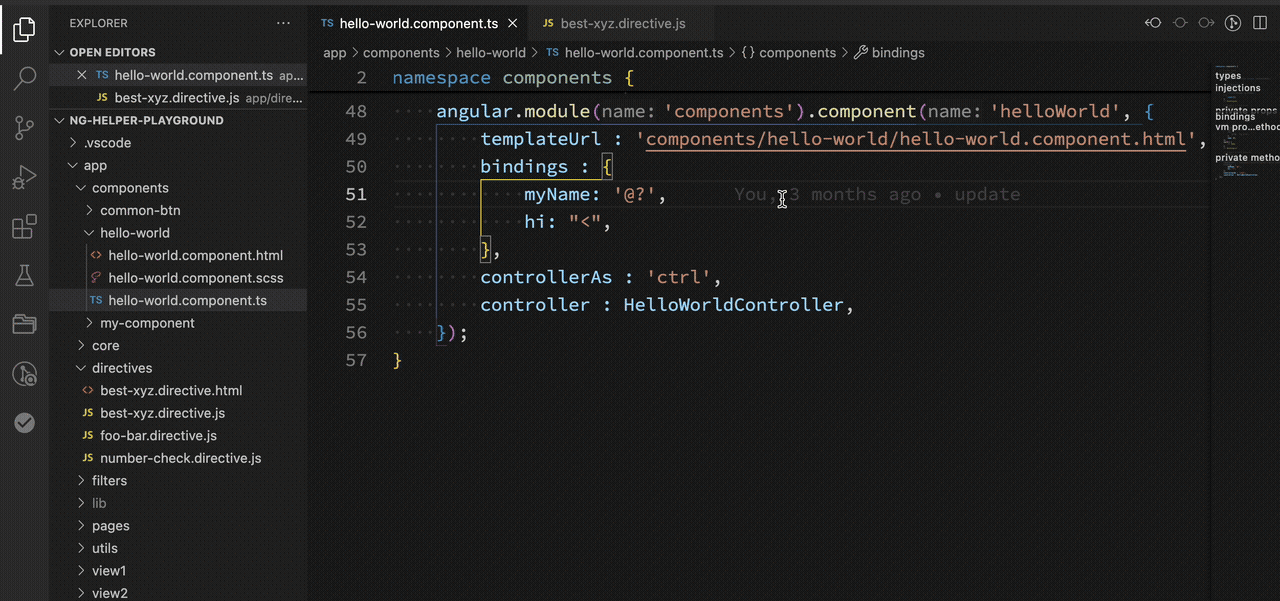 EXPLORER ···
OPEN EDITORS
TS hello-world.component.ts ap...
JS best-xyz.directive.js app/dire...
NG-HELPER-PLAYGROUND
.vscode
app
components
common-btn
hello-world
<> hello-world.component.html
hello-world.component.scss
TS hello-world.component.ts
my-component
core
directives
<> best-xyz.directive.html
JS best-xyz.directive.js
JS foo-bar.directive.js
JS number-check.directive.js
filters
lib
pages
utils
view1
view2
TS hello-world.component.ts
JS best-xyz.directive.js
app > components > hello-world > TS hello-world.component.ts > {} components > bindings
2 namespace components {
48 angular.module(name: 'components').component(name: 'helloWorld', {
49 templateUrl : 'components/hello-world/hello-world.component.html',
50 bindings : {
51 myName: '@?', You, 3 months ago • update
52 hi: "<",
53 },
54 controllerAs : 'ctrl',
55 controller : HelloWorldController,
56 });
57 }
types
injections
private props
bindings
vm pro...ethod
private metho